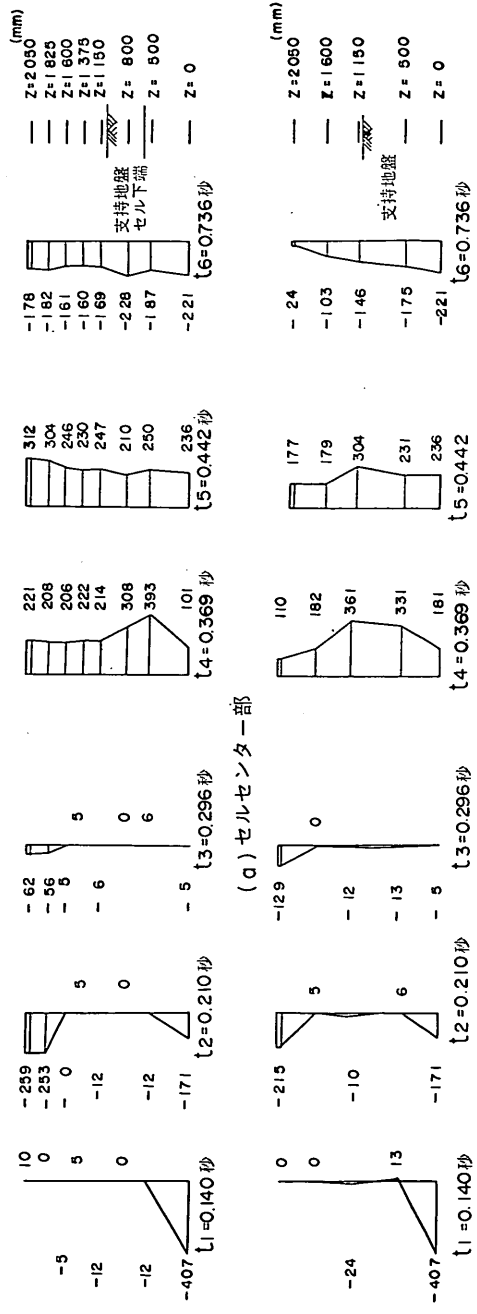 10
0
-5
5
-12
0
-12
-407
t1=0.140秒
-259
-253
- 0
5
-12
0
-12
-171
t2=0.210秒
- 62
- 56
- 5
5
- 6
0
6
- 5
t3=0.296秒
221
208
206
222
214
308
393
101
t4=0.369秒
312
304
246
230
247
210
250
236
t5=0.442秒
-178
-182
-161
-160
-169
-228
-187
-221
t6=0.736秒
(mm)
Z=2050
Z=1825
Z=1600
Z=1375
Z=1150
Z= 800
Z= 500
Z= 0
支持地盤
セル下端
(a) セルセンター部
0
0
-24
13
-407
t1=0.140秒
-215
5
-10
6
-171
t2=0.210秒
-129
0
- 12
- 13
- 5
t3=0.296秒
110
182
361
331
181
t4=0.369秒
177
179
304
231
236
t5=0.442
- 24
-103
-146
-175
-221
t6=0.736秒
(mm)
Z=2050
Z=1600
Z=1150
Z= 500
Z= 0
支持地盤